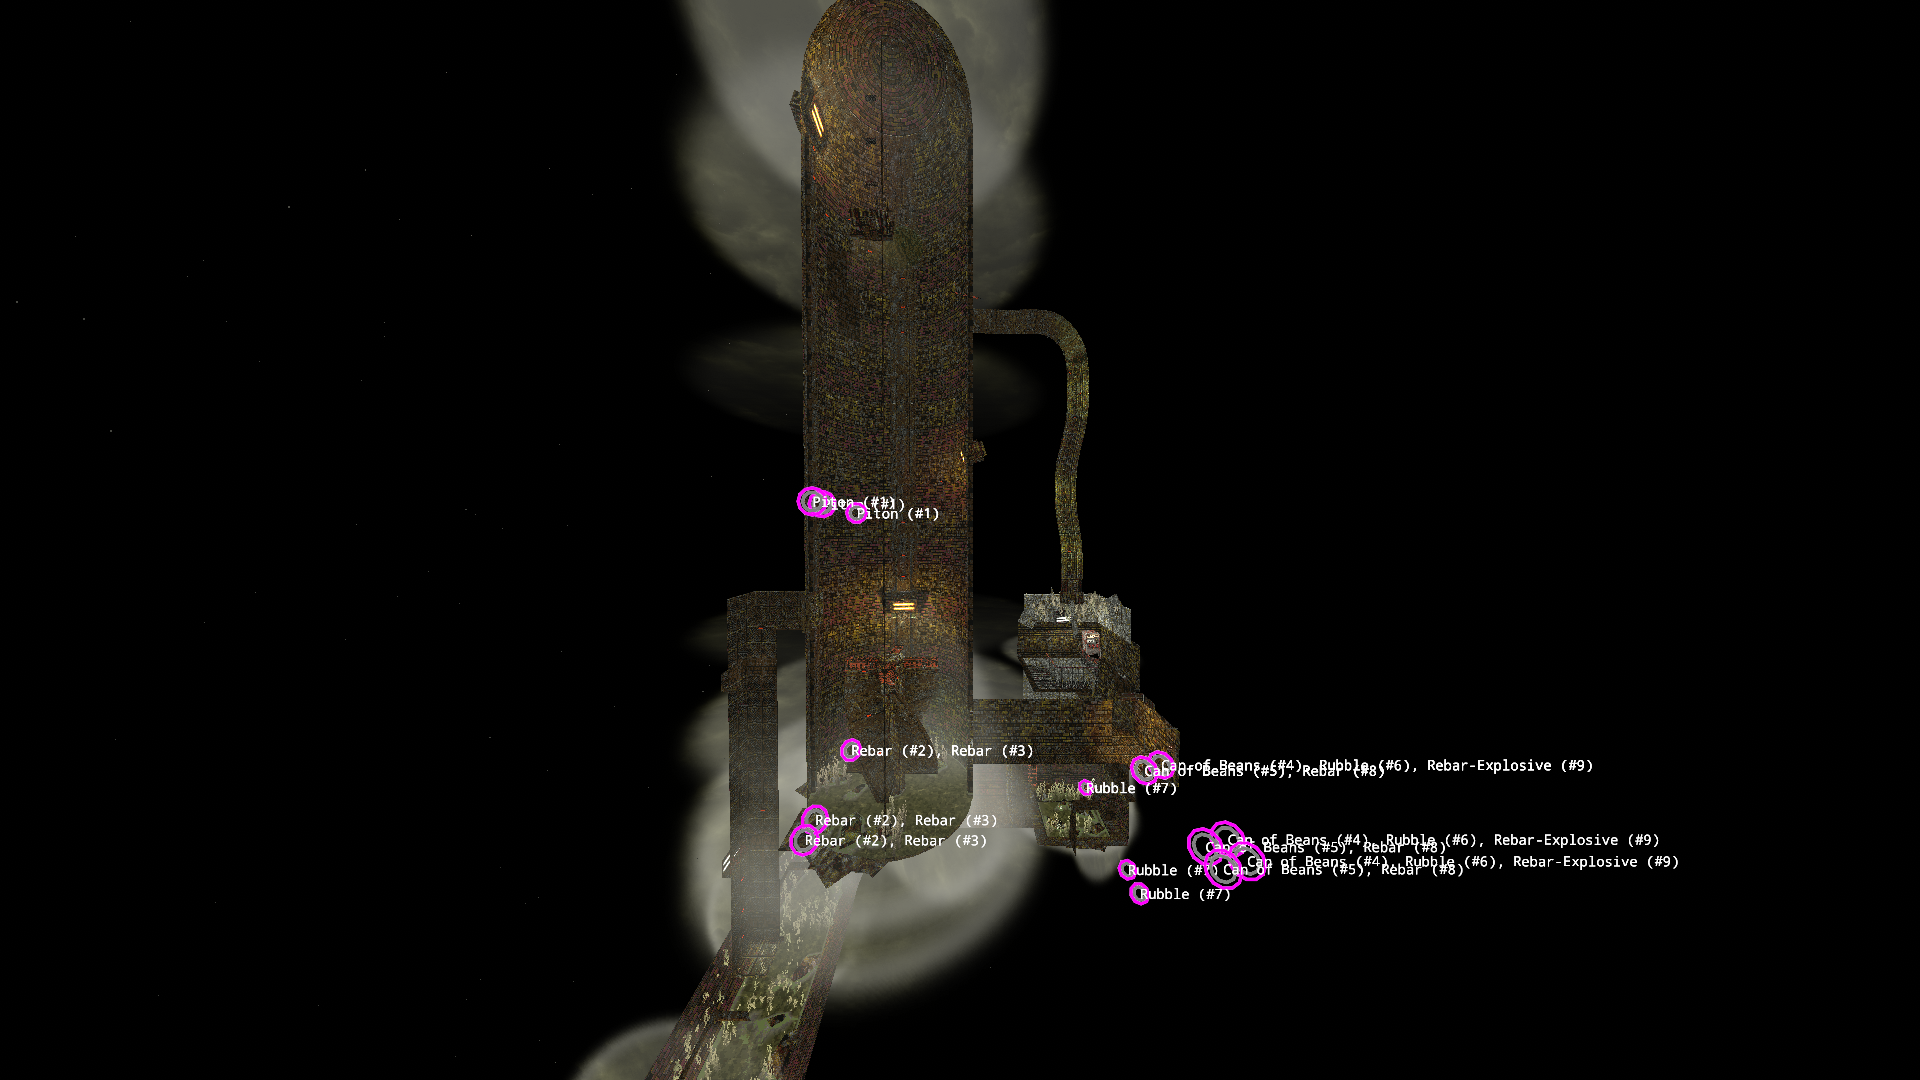 Piton (#1)
Piton (#1)
Rebar (#2), Rebar (#3)
Can of Beans (#4), Rubble (#6), Rebar-Explosive (#9)
Can of Beans (#5), Rebar (#8)
Rubble (#7)
Rebar (#2), Rebar (#3)
Rebar (#2), Rebar (#3)
Can of Beans (#4), Rubble (#6), Rebar-Explosive (#9)
Can of Beans (#5), Rebar (#8)
Can of Beans (#4), Rubble (#6), Rebar-Explosive (#9)
Rubble (#7)
Can of Beans (#5), Rebar (#8)
Rubble (#7)